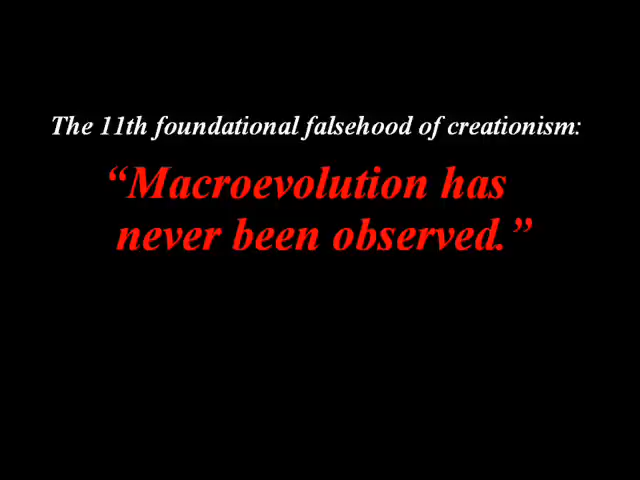 The 11th foundational falsehood of creationism:
“Macroevolution has
never been observed.”